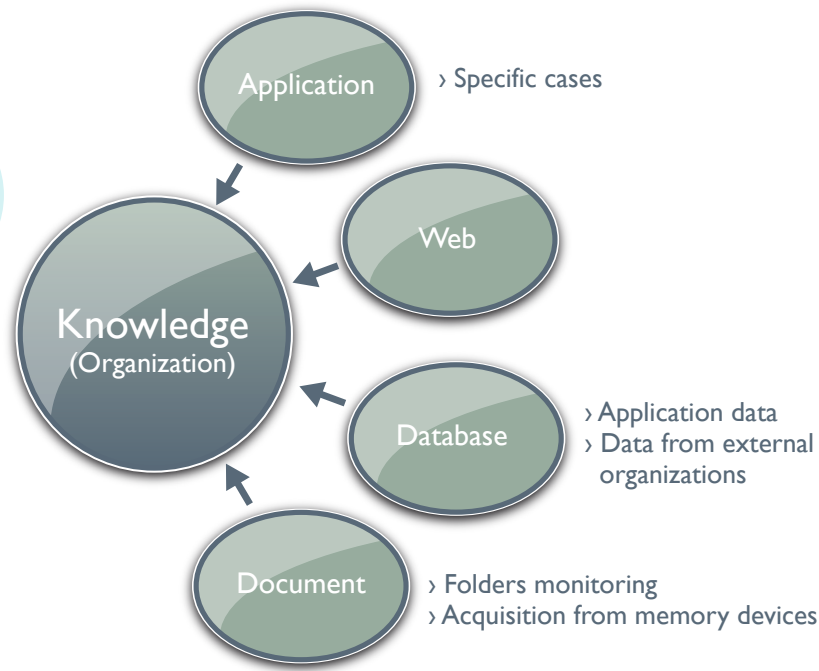 Application
› Specific cases
Web
Knowledge
(Organization)
Database
› Application data
› Data from external
organizations
Document
› Folders monitoring
› Acquisition from memory devices